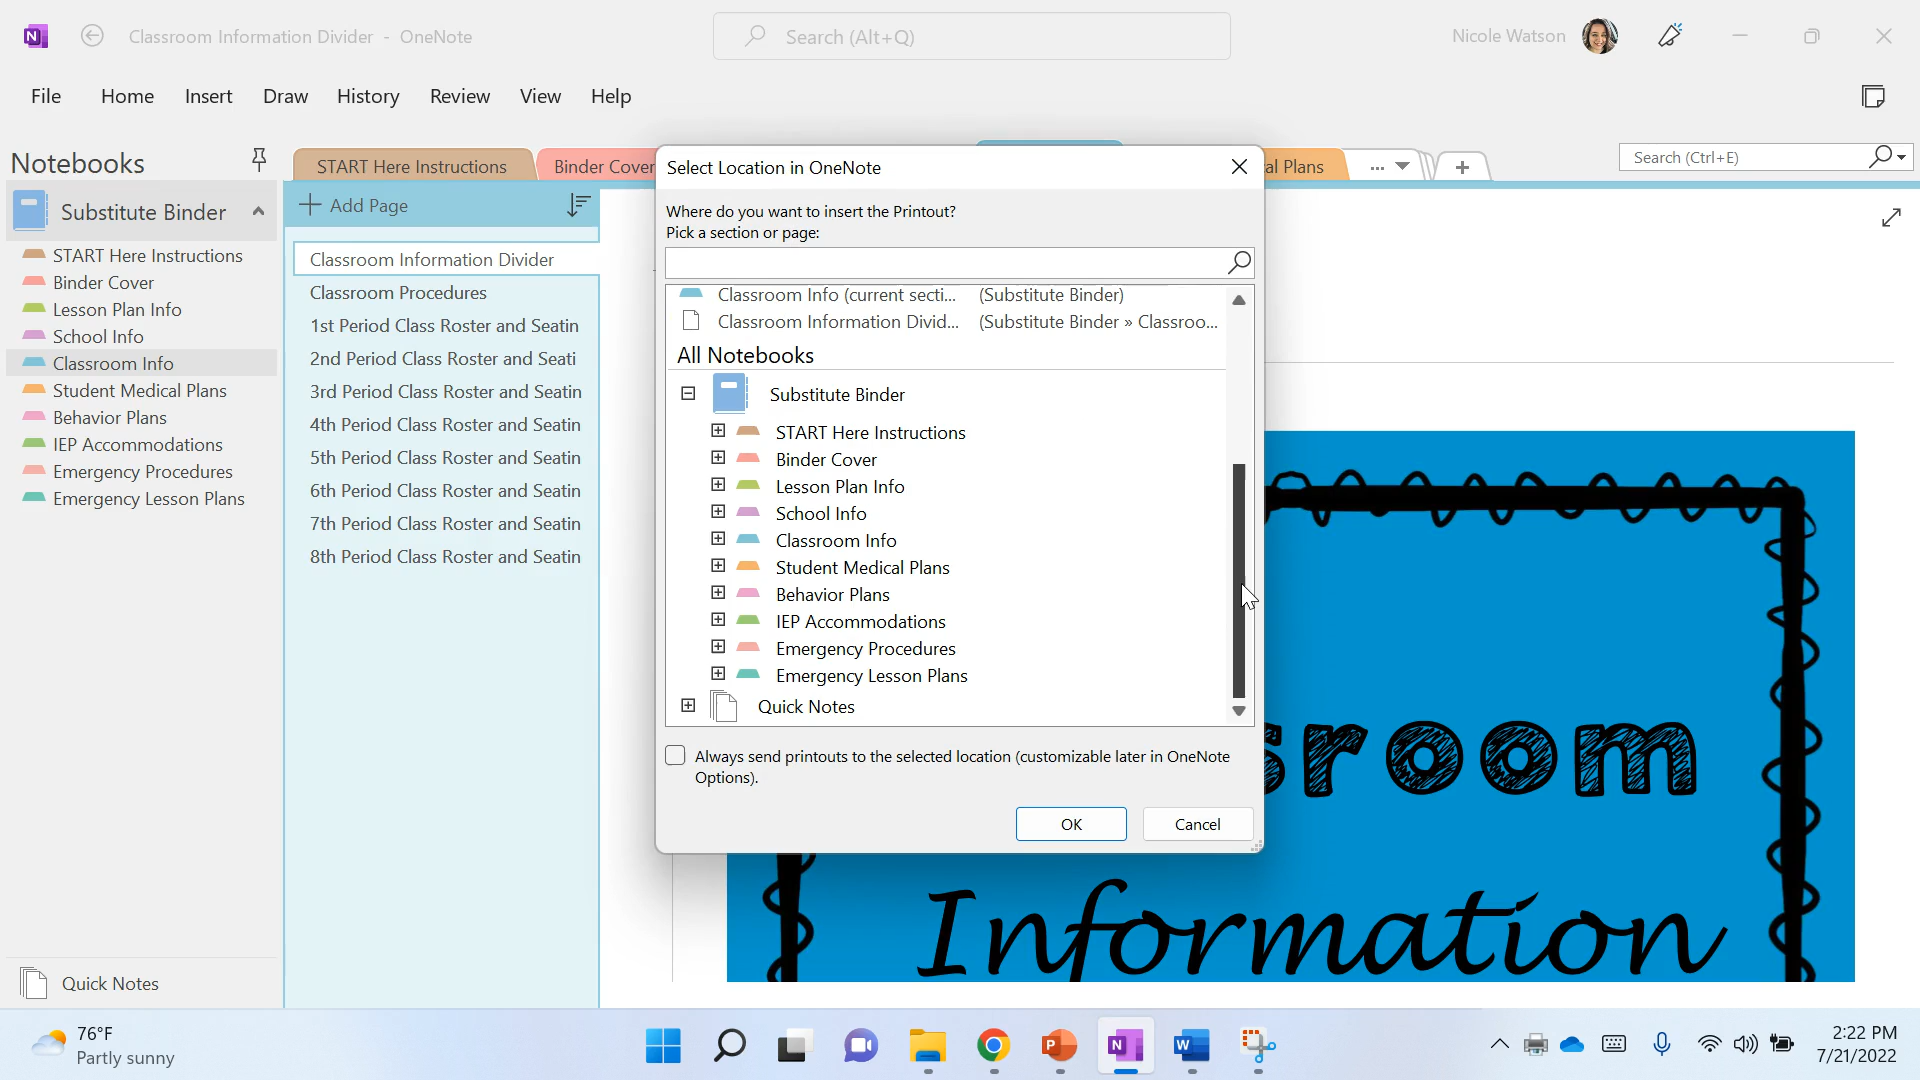 Classroom Information Divider - OneNote
Search (Alt+Q)
Nicole Watson
File Home Insert Draw History Review View Help
Notebooks
START Here Instructions
Binder Cover
al Plans
...
Search (Ctrl+E)
Substitute Binder
START Here Instructions
Binder Cover
Lesson Plan Info
School Info
Classroom Info
Student Medical Plans
Behavior Plans
IEP Accommodations
Emergency Procedures
Emergency Lesson Plans
Quick Notes
Add Page
Classroom Information Divider
Classroom Procedures
1st Period Class Roster and Seatin
2nd Period Class Roster and Seati
3rd Period Class Roster and Seatin
4th Period Class Roster and Seatin
5th Period Class Roster and Seatin
6th Period Class Roster and Seatin
7th Period Class Roster and Seatin
8th Period Class Roster and Seatin
Select Location in OneNote
Where do you want to insert the Printout?
Pick a section or page:
Classroom Info (current secti... (Substitute Binder)
Classroom Information Divid... (Substitute Binder » Classroo...
All Notebooks
Substitute Binder
START Here Instructions
Binder Cover
Lesson Plan Info
School Info
Classroom Info
Student Medical Plans
Behavior Plans
IEP Accommodations
Emergency Procedures
Emergency Lesson Plans
Quick Notes
Always send printouts to the selected location (customizable later in OneNote
Options).
OK Cancel
sroom
Information
76°F
Partly sunny
2:22 PM
7/21/2022